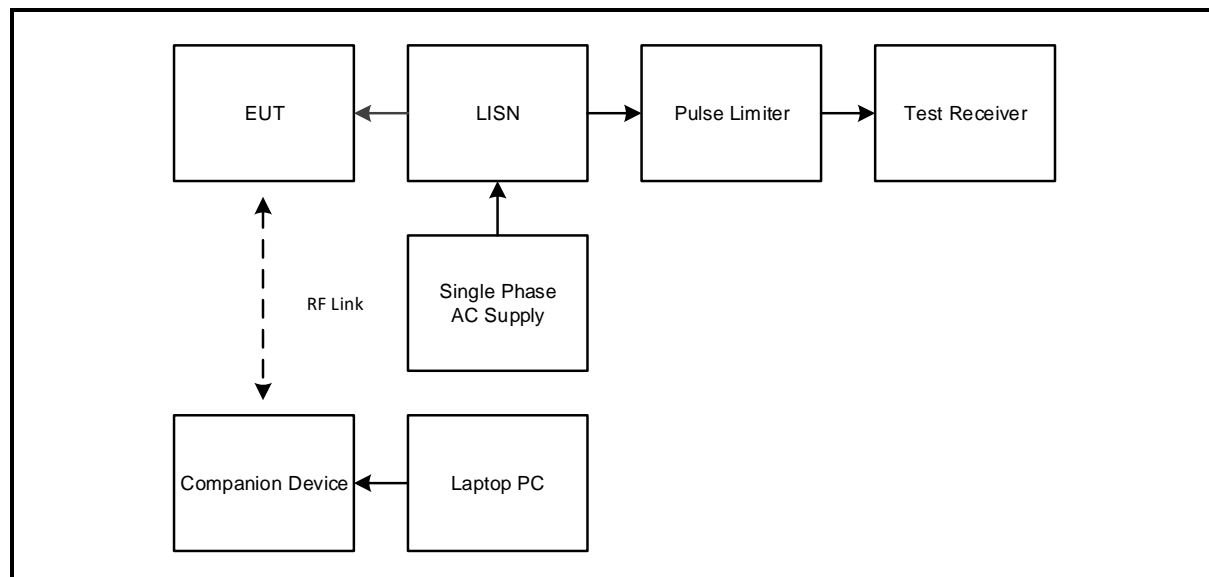 EUT
LISN
Pulse Limiter
Test Receiver
Single Phase
AC Supply
RF Link
Companion Device
Laptop PC